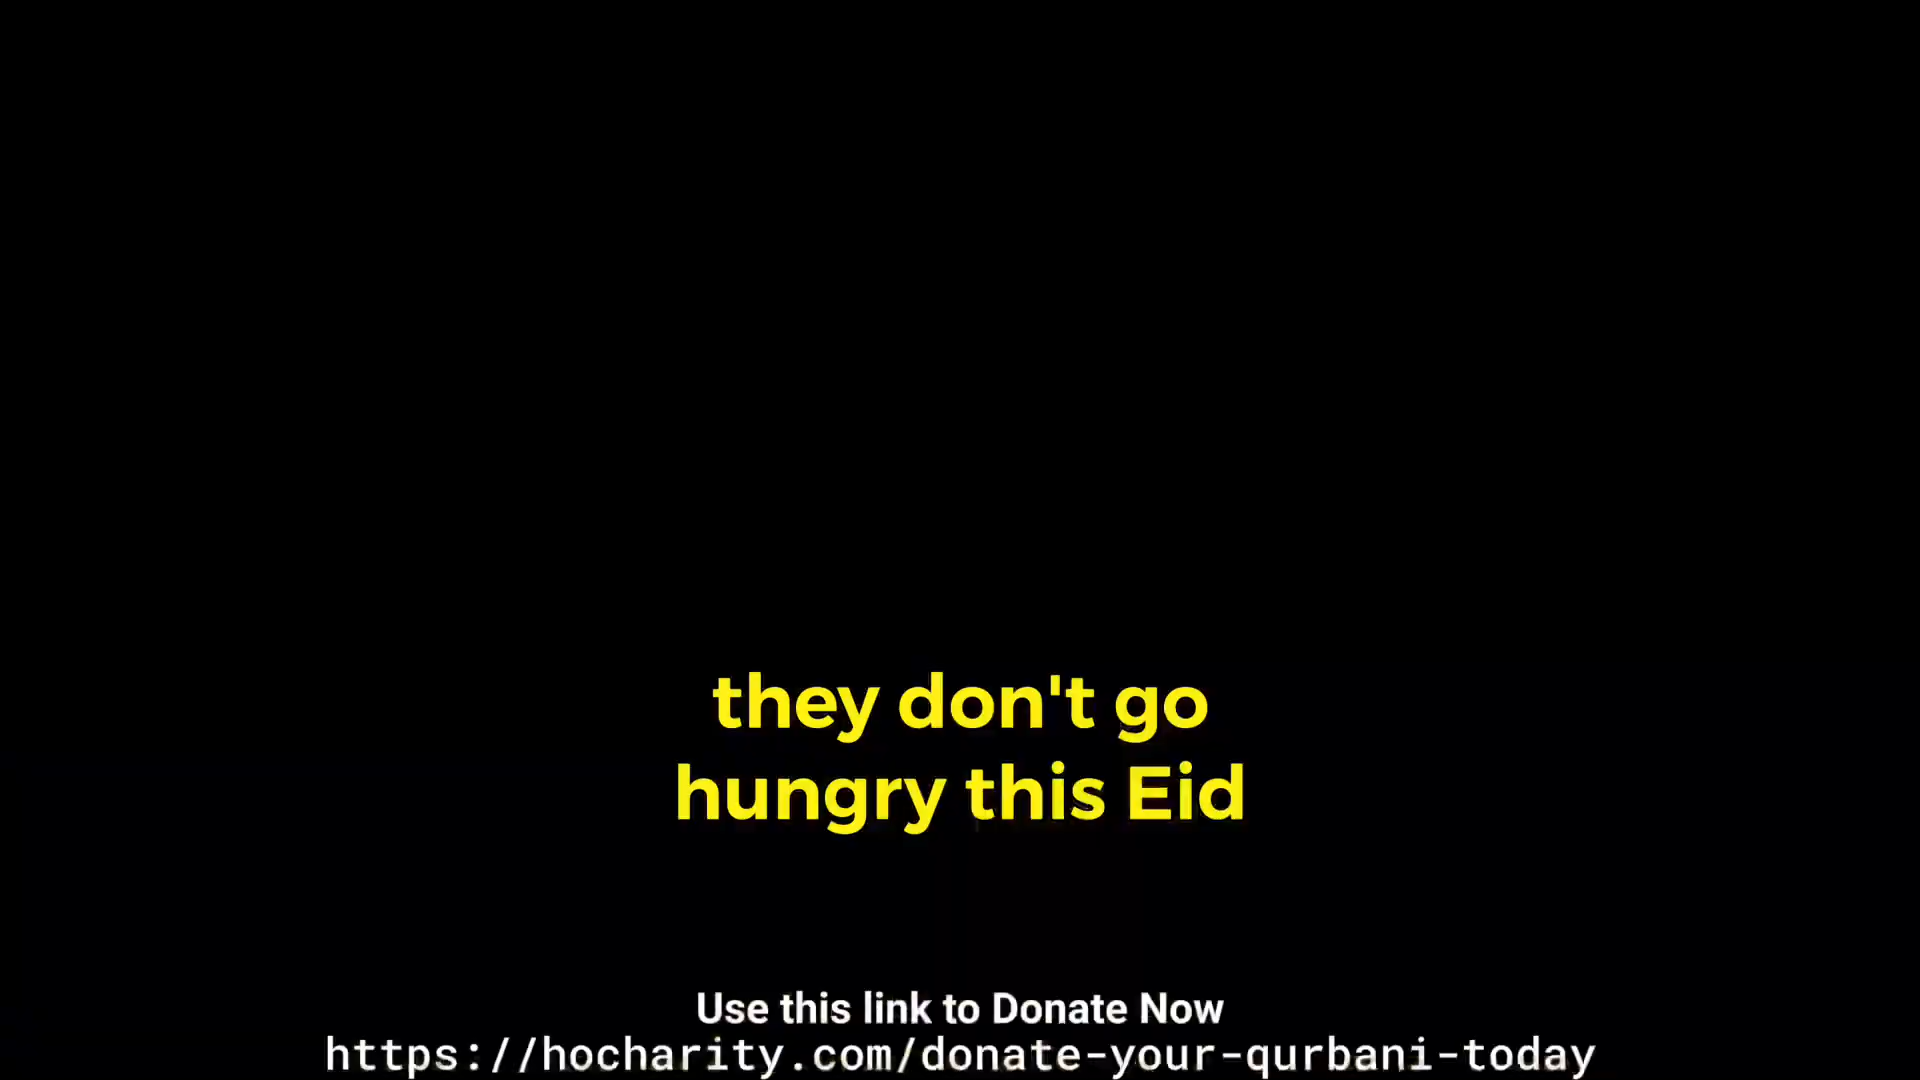 they don't go
hungry this Eid
Use this link to Donate Now
https://hocharity.com/donate-your-qurbani-today